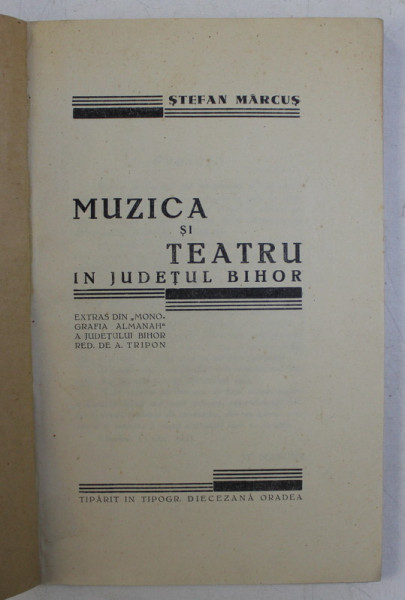 ŞTEFAN MĂRCUŞ
MUZICA
ŞI
TEATRU
IN JUDEŢUL BIHOR
EXTRAS DIN „MONO-
GRAFIA ALMANAH"
A JUDEŢULUI BIHOR
RED. DE A. TRIPON
TIPĂRIT IN TIPOGR. DIECEZANĂ ORADEA